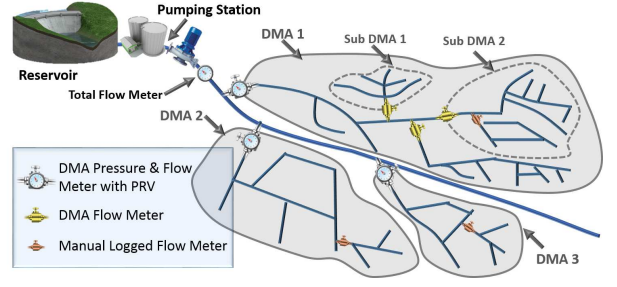 Pumping Station
DMA 1
Sub DMA 1
Sub DMA 2
Reservoir
Total Flow Meter
DMA 2
DMA Pressure & Flow
Meter with PRV
DMA Flow Meter
Manual Logged Flow Meter
DMA 3